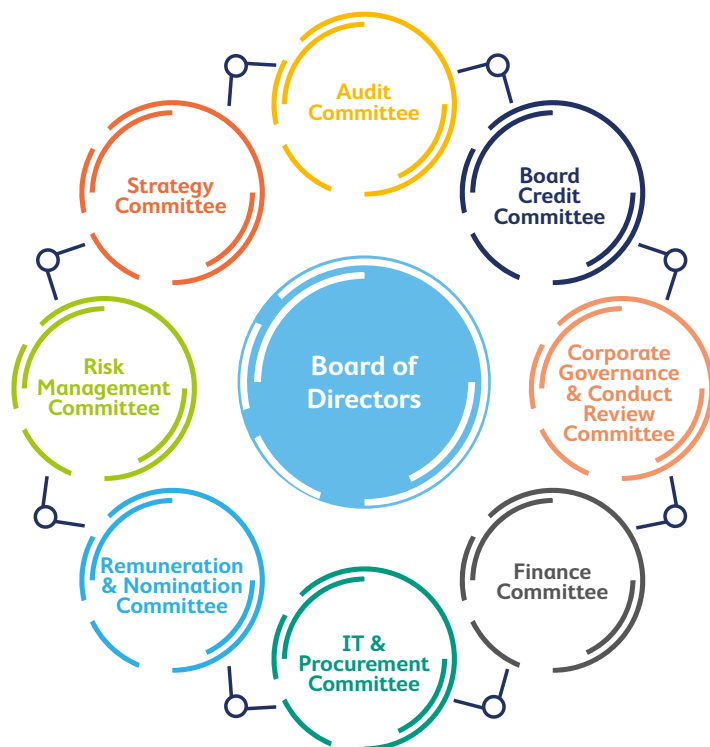 Audit
Committee
Board
Credit
Committee
Strategy
Committee
Corporate
Governance
& Conduct
Review
Committee
Board of
Directors
Risk
Management
Committee
Finance
Committee
Remuneration
& Nomination
Committee
IT &
Procurement
Committee